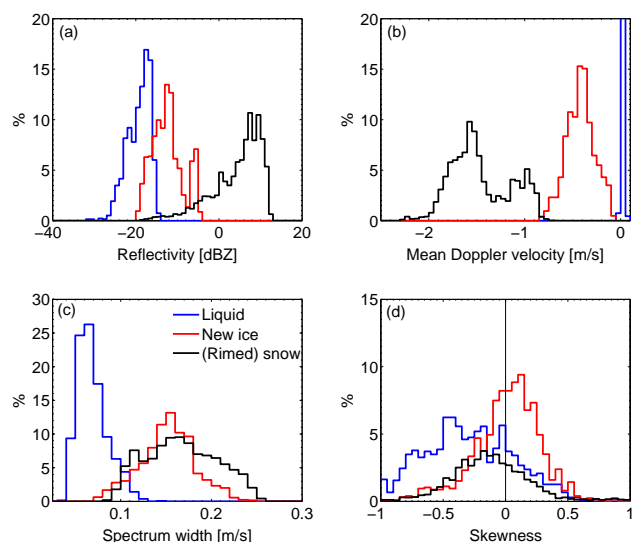 (a)
%
20
15
10
5
0
−40 −20 0 20
Reflectivity [dBZ]
(b)
%
20
15
10
5
0
−2 −1 0
Mean Doppler velocity [m/s]
(c)
%
30
25
20
15
10
5
0
Liquid
New ice
(Rimed) snow
0.1 0.2 0.3
Spectrum width [m/s]
(d)
%
15
10
5
0
−1 −0.5 0 0.5 1
Skewness